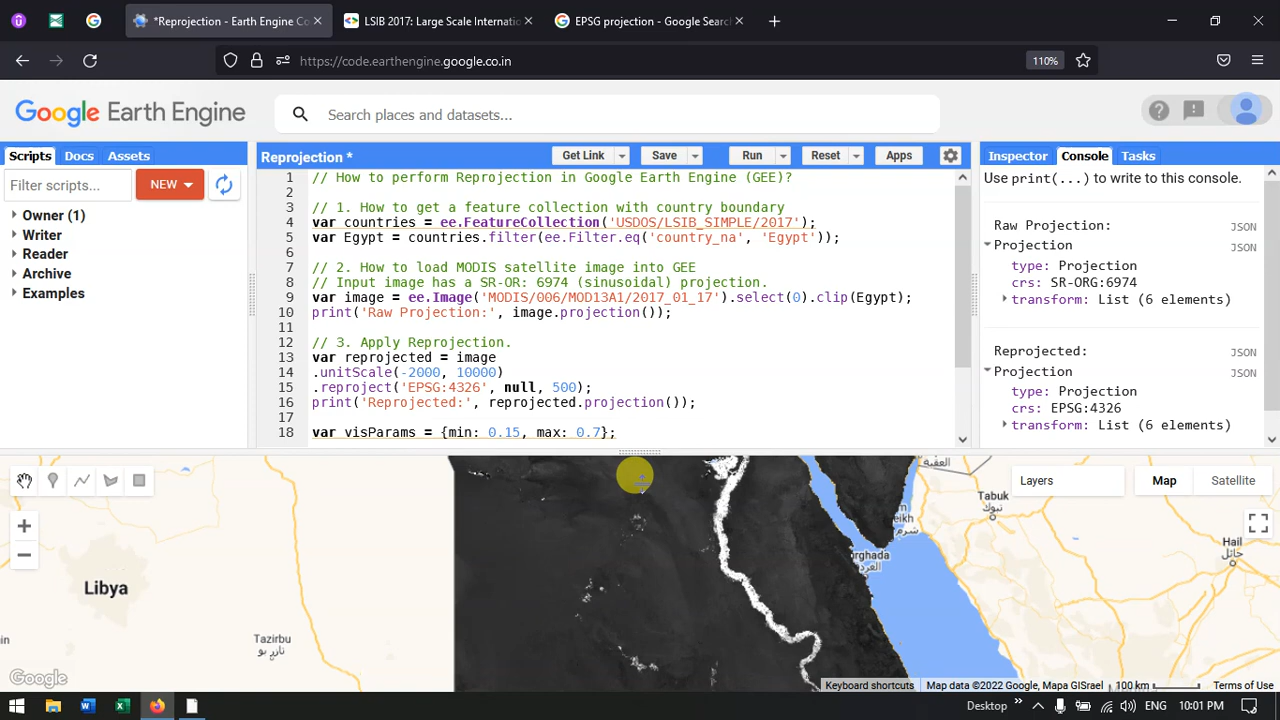 *Reprojection - Earth Engine Co
LSIB 2017: Large Scale Internatio
EPSG projection - Google Search
https://code.earthengine.google.co.in
110%
Google Earth Engine
Search places and datasets...
Scripts Docs Assets
Reprojection *
Get Link Save Run Reset Apps
Inspector Console Tasks
Filter scripts...
NEW
Owner (1)
Writer
Reader
Archive
Examples
1 // How to perform Reprojection in Google Earth Engine (GEE)?
2
3 // 1. How to get a feature collection with country boundary
4 var countries = ee.FeatureCollection('USDOS/LSIB_SIMPLE/2017');
5 var Egypt = countries.filter(ee.Filter.eq('country_na', 'Egypt'));
6
7 // 2. How to load MODIS satellite image into GEE
8 // Input image has a SR-OR: 6974 (sinusoidal) projection.
9 var image = ee.Image('MODIS/006/MOD13A1/2017_01_17').select(0).clip(Egypt);
10 print('Raw Projection:', image.projection());
11
12 // 3. Apply Reprojection.
13 var reprojected = image
14 .unitScale(-2000, 10000)
15 .reproject('EPSG:4326', null, 500);
16 print('Reprojected:', reprojected.projection());
17
18 var visParams = {min: 0.15, max: 0.7};
Use print(...) to write to this console.
Raw Projection: JSON
Projection JSON
type: Projection
crs: SR-ORG:6974
transform: List (6 elements)
Reprojected: JSON
Projection JSON
type: Projection
crs: EPSG:4326
transform: List (6 elements)
Layers
Map Satellite
العقبة
Tabuk
تبوك
شرم
Hail
حائل
الغردقة
Libya
Tazirbu
تازربو
Google
Keyboard shortcuts Map data ©2022 Google, Mapa GISrael 100 km Terms of Use
Desktop ENG 10:01 PM